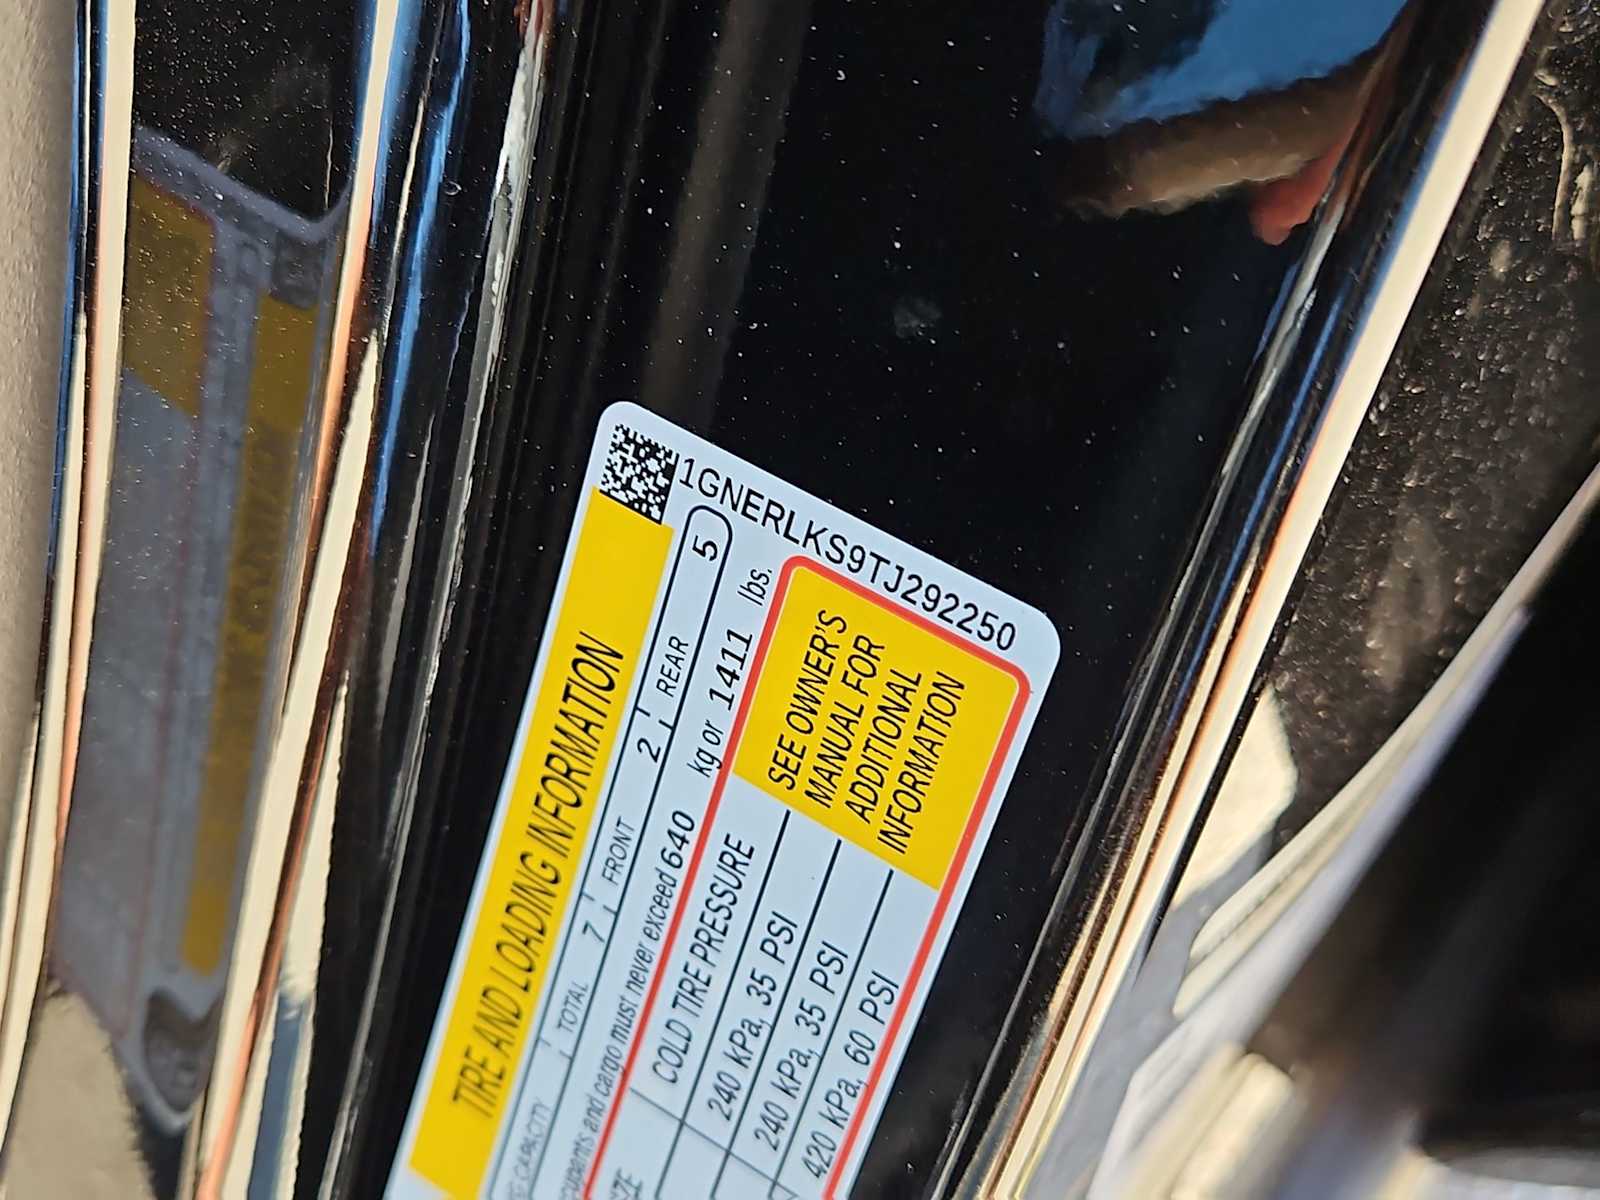 1GNERLKS9TJ292250
TIRE AND LOADING INFORMATION
CAPACITY TOTAL 7 FRONT 2 REAR 5
and cargo must never exceed 640 kg or 1411 lbs.
COLD TIRE PRESSURE
240 kPa, 35 PSI
240 kPa, 35 PSI
420 kPa, 60 PSI
SEE OWNER'S
MANUAL FOR
ADDITIONAL
INFORMATION